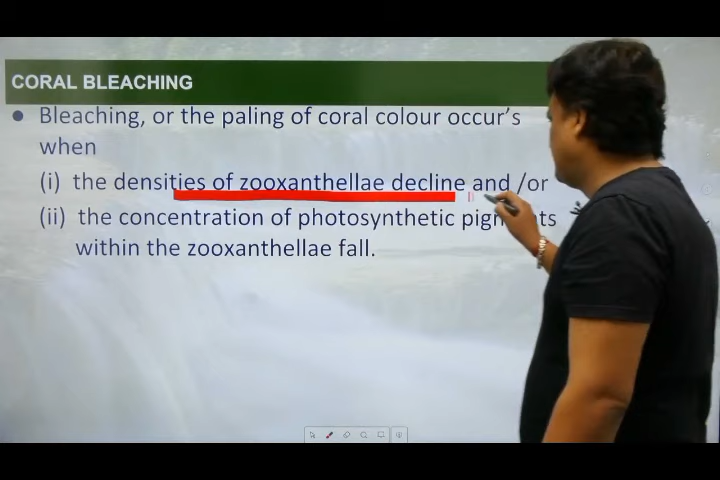 CORAL BLEACHING
● Bleaching, or the paling of coral colour occur's
when
(i) the densities of zooxanthellae decline and /or
(ii) the concentration of photosynthetic pigments
within the zooxanthellae fall.